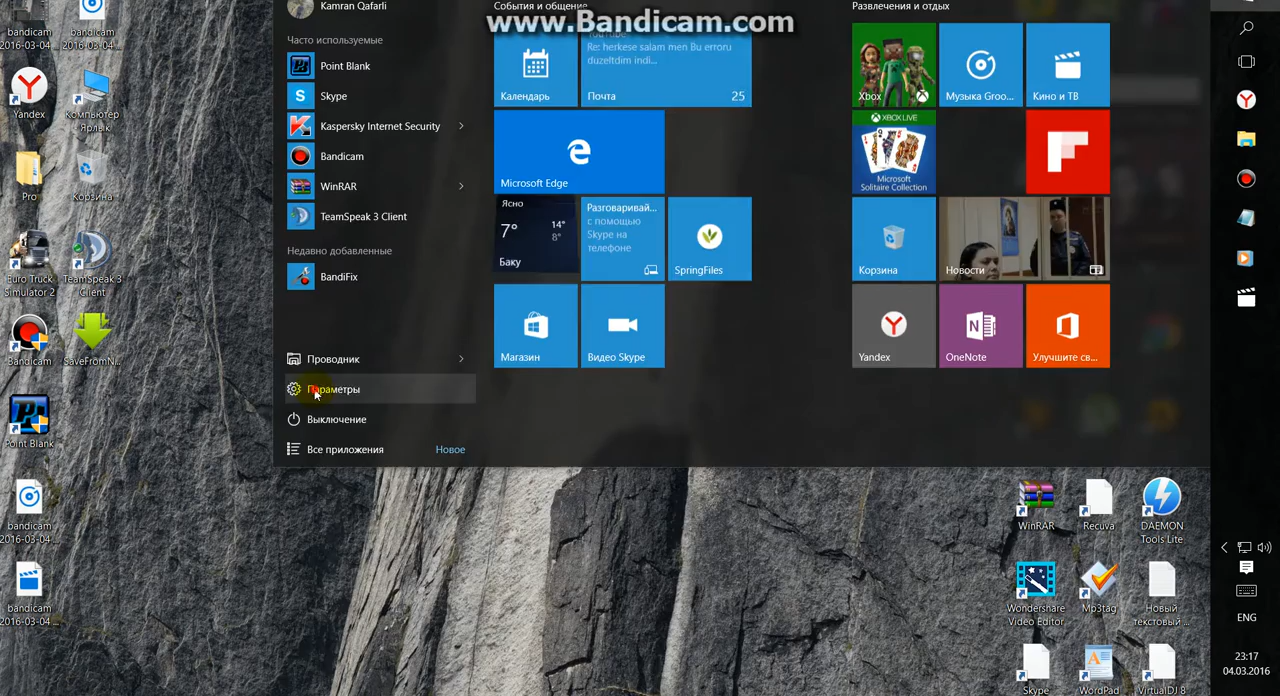 Kamran Qafarli
События и общение
Развлечения и отдых
www.Bandicam.com
Часто используемые
Point Blank
Skype
Kaspersky Internet Security
Bandicam
WinRAR
TeamSpeak 3 Client
Недавно добавленные
BandiFix
Проводник
Параметры
Выключение
Все приложения
Новое
Календарь
YouTube
Re: herkese salam men Bu erroru
duzeltdim indi...
Почта
25
Microsoft Edge
Ясно
7°
14°
8°
Баку
Разговаривай...
с помощью
Skype на
телефоне
SpringFiles
Магазин
Видео Skype
Xbox
Музыка Groo...
Кино и ТВ
XBOX LIVE
Microsoft
Solitaire Collection
Корзина
Новости
Yandex
OneNote
Улучшите св...
bandicam
2016-03-04...
bandicam
2016-03-04...
Yandex
Компьютер
- Ярлык
Pro
Корзина
Euro Truck
Simulator 2
TeamSpeak 3
Client
Bandicam
SaveFromN...
Point Blank
bandicam
2016-03-04...
bandicam
2016-03-04...
WinRAR
Recuva
DAEMON
Tools Lite
Wondershare
Video Editor
Mp3tag
Новый
текстовый ...
Skype
WordPad
VirtualDJ 8
ENG
23:17
04.03.2016